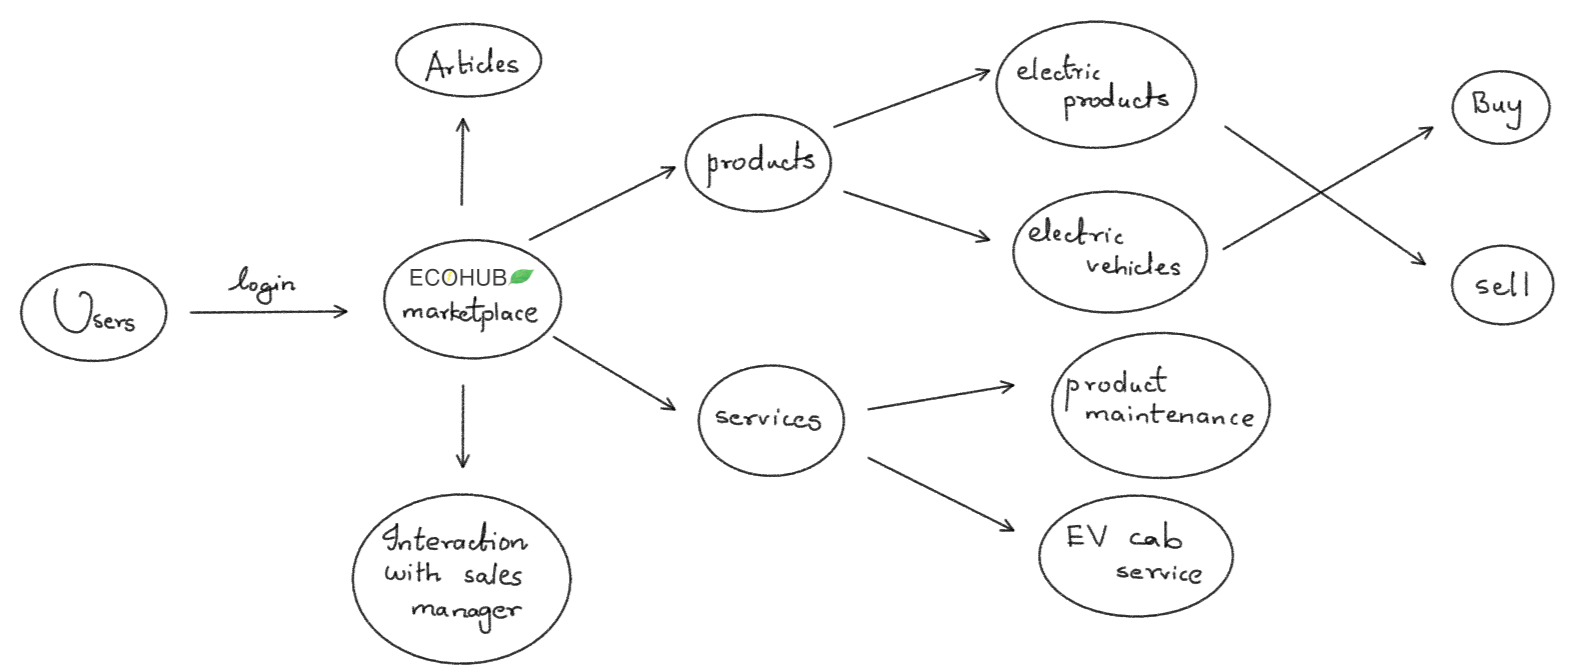 Articles
electric
products
Buy
products
electric
vehicles
login
ECOHUB
marketplace
Users
sell
product
maintenance
services
Interaction
with sales
manager
EV cab
service